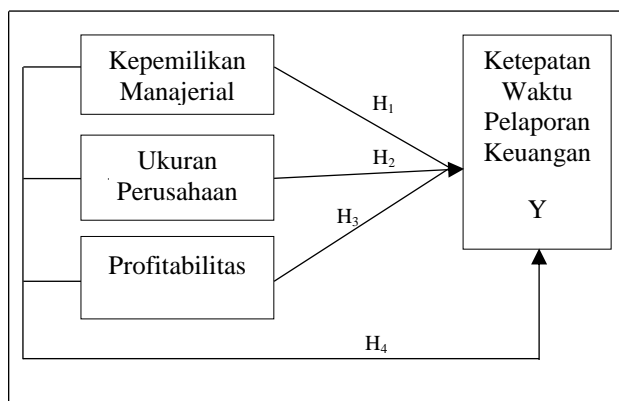 Kepemilikan
Manajerial
Ketepatan
Waktu
Pelaporan
Keuangan
Y
H1
Ukuran
Perusahaan
H2
Profitabilitas
H3
H4